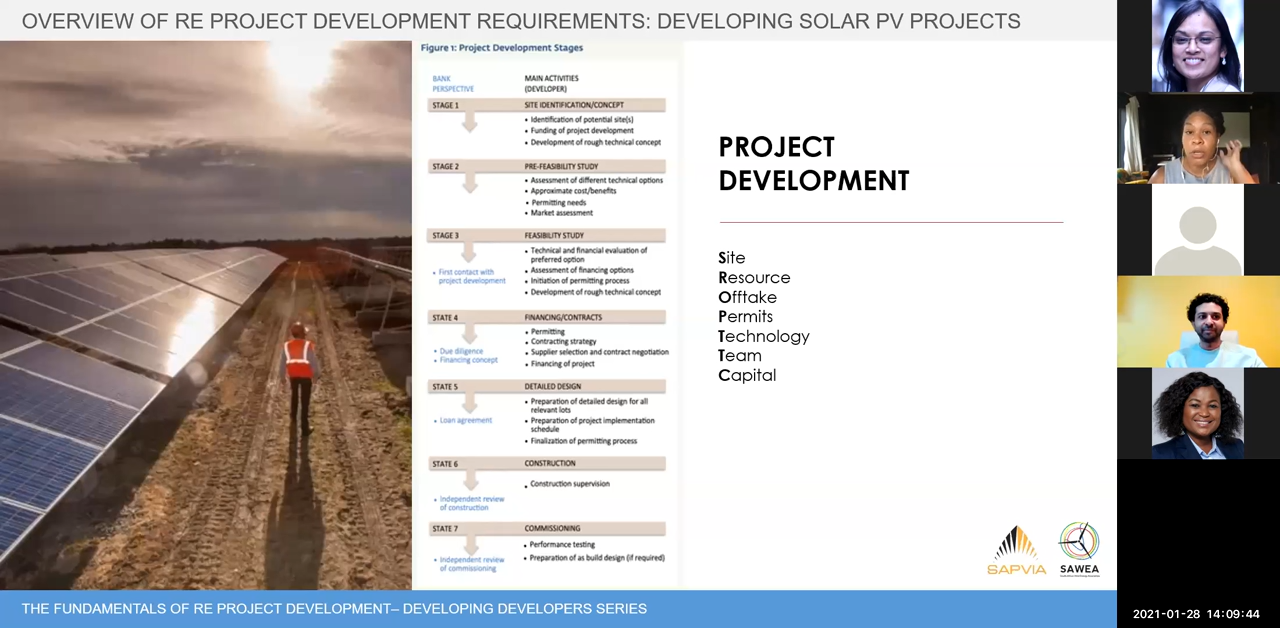 OVERVIEW OF RE PROJECT DEVELOPMENT REQUIREMENTS: DEVELOPING SOLAR PV PROJECTS
Figure 1: Project Development Stages
BANK
PERSPECTIVE
MAIN ACTIVITIES
(DEVELOPER)
STAGE 1
SITE IDENTIFICATION/CONCEPT
• Identification of potential site(s)
• Funding of project development
• Development of rough technical concept
STAGE 2
PRE-FEASIBILITY STUDY
• Assessment of different technical options
• Approximate cost/benefits
• Permitting needs
• Market assessment
STAGE 3
FEASIBILITY STUDY
• First contact with
project development
• Technical and financial evaluation of
preferred option
• Assessment of financing options
• Initiation of permitting process
• Development of rough technical concept
STATE 4
FINANCING/CONTRACTS
• Due diligence
• Financing concept
• Permitting
• Contracting strategy
• Supplier selection and contract negotiation
• Financing of project
STATE 5
DETAILED DESIGN
• Loan agreement
• Preparation of detailed design for all
relevant lots
• Preparation of project implementation
schedule
• Finalization of permitting process
STATE 6
CONSTRUCTION
• Independent review
of construction
• Construction supervision
STATE 7
COMMISSIONING
• Independent review
of commissioning
• Performance testing
• Preparation of as build design (if required)
PROJECT
DEVELOPMENT
Site
Resource
Offtake
Permits
Technology
Team
Capital
SAPVIA
SAWEA
THE FUNDAMENTALS OF RE PROJECT DEVELOPMENT– DEVELOPING DEVELOPERS SERIES
2021-01-28 14:09:44